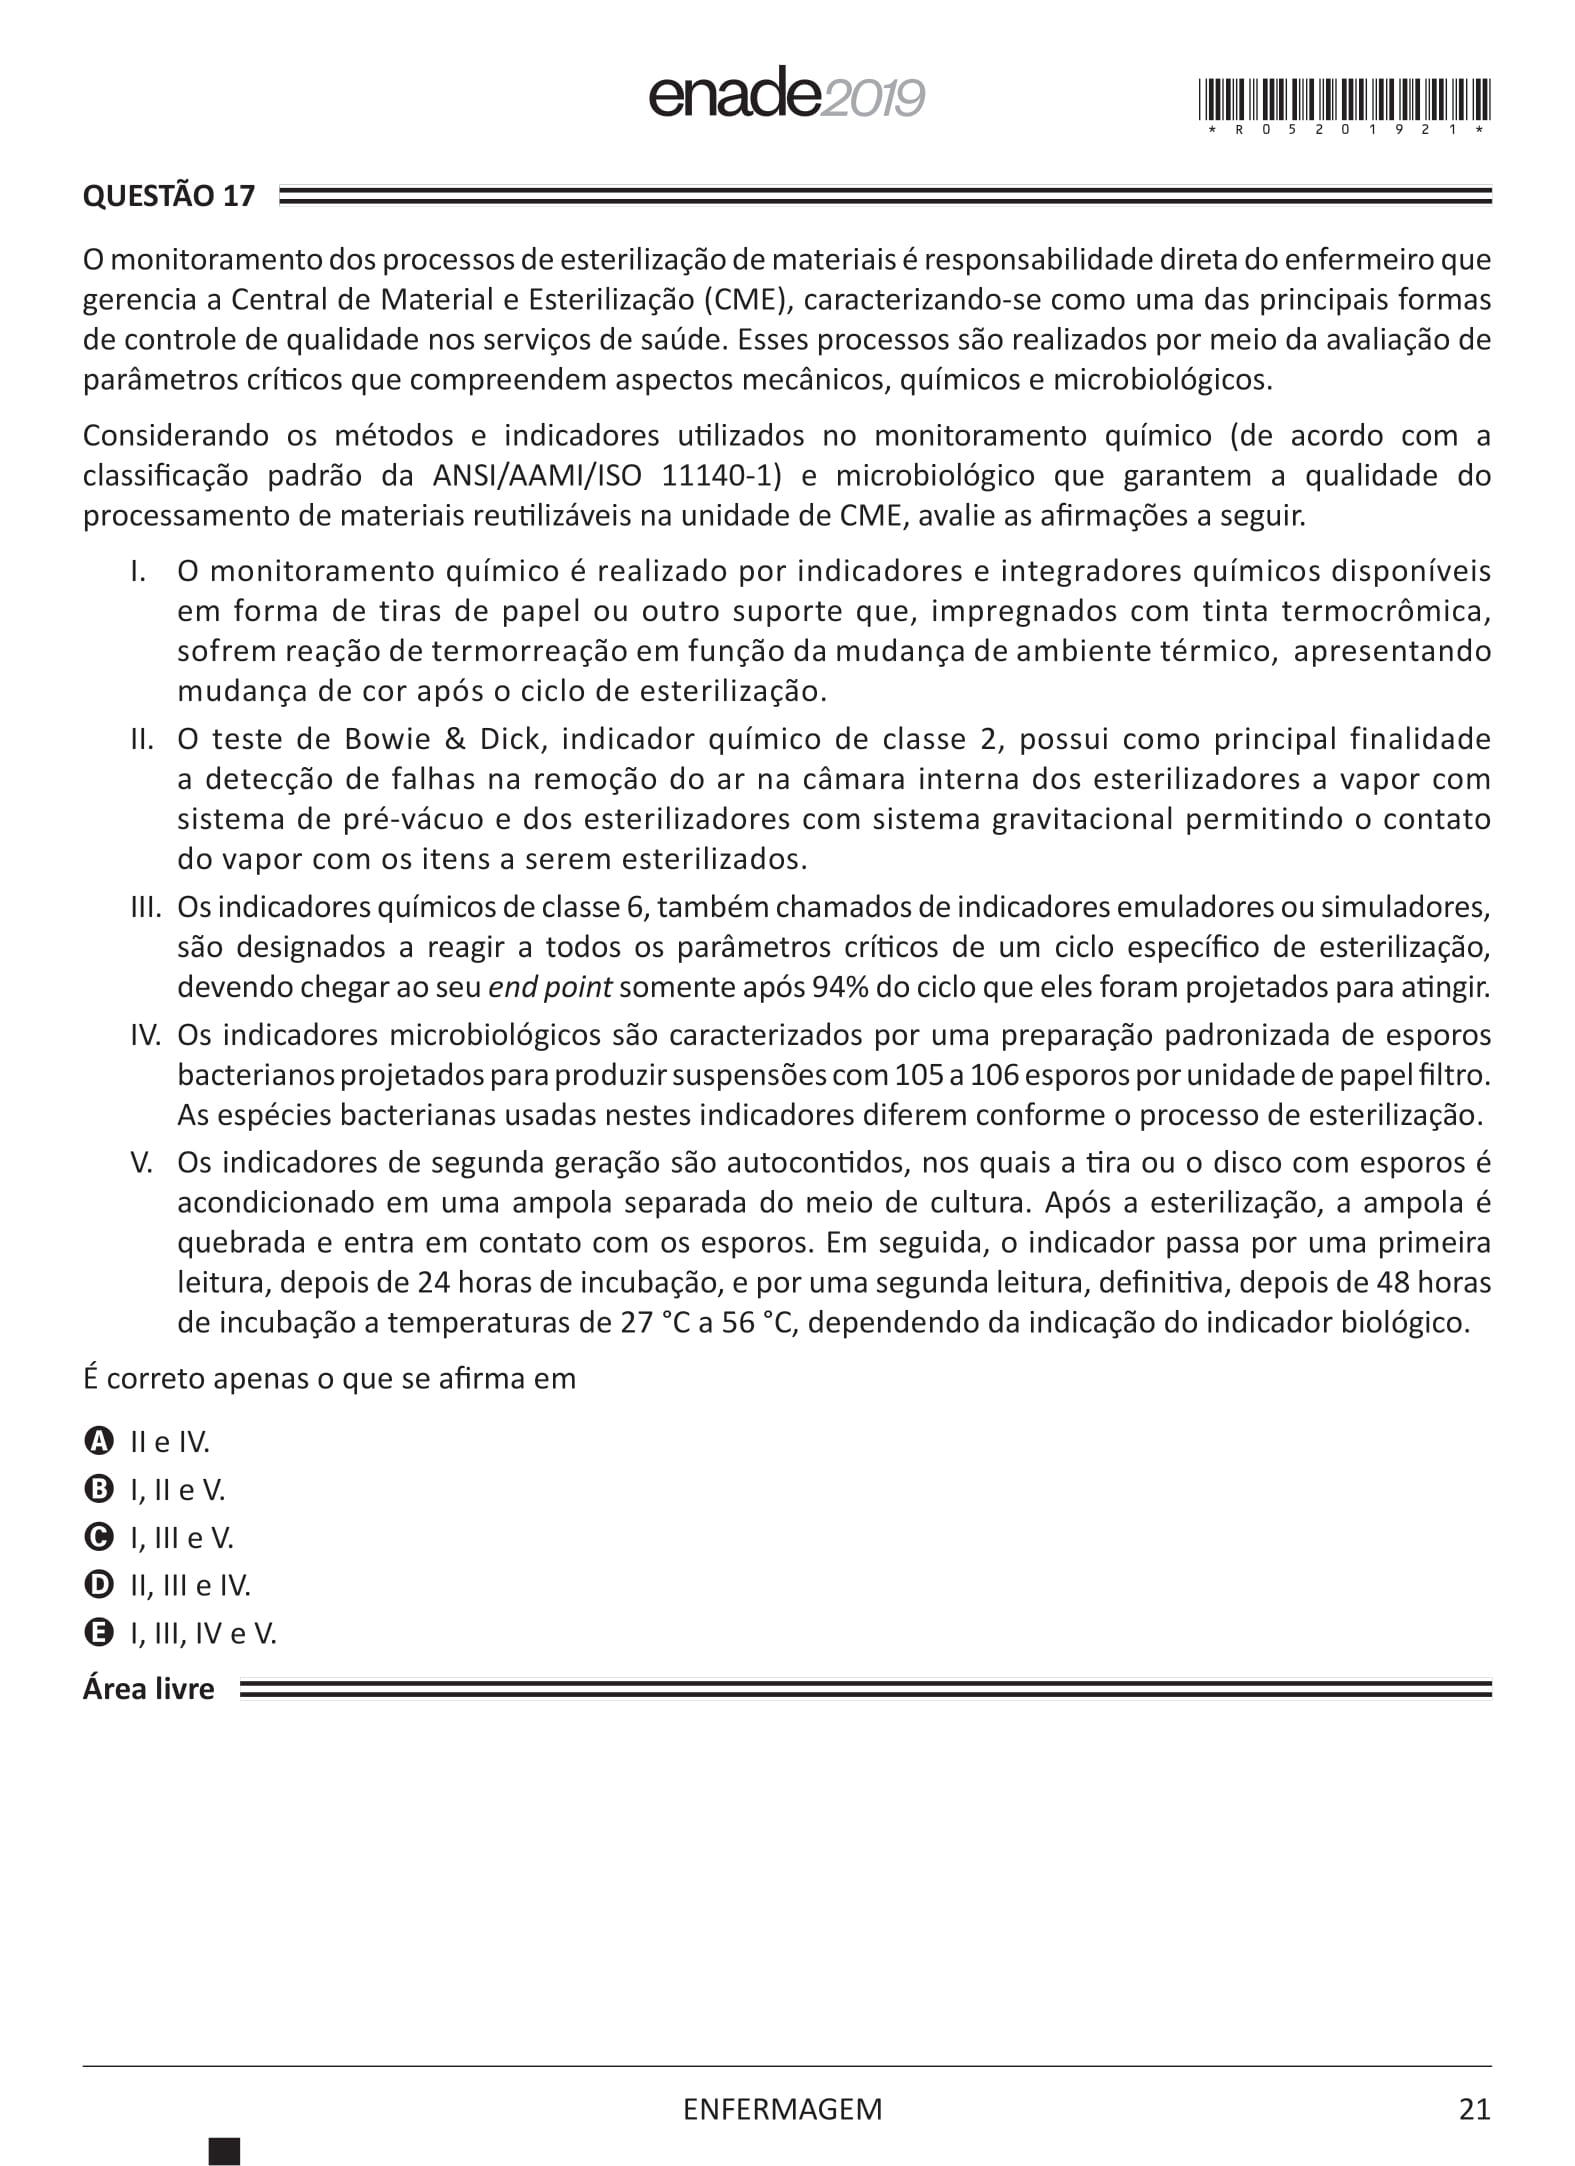 enade2019
*R05201921*
QUESTÃO 17
O monitoramento dos processos de esterilização de materiais é responsabilidade direta do enfermeiro que
gerencia a Central de Material e Esterilização (CME), caracterizando-se como uma das principais formas
de controle de qualidade nos serviços de saúde. Esses processos são realizados por meio da avaliação de
parâmetros críticos que compreendem aspectos mecânicos, químicos e microbiológicos.
Considerando os métodos e indicadores utilizados no monitoramento químico (de acordo com a
classificação padrão da ANSI/AAMI/ISO 11140-1) e microbiológico que garantem a qualidade do
processamento de materiais reutilizáveis na unidade de CME, avalie as afirmações a seguir.
I. O monitoramento químico é realizado por indicadores e integradores químicos disponíveis
em forma de tiras de papel ou outro suporte que, impregnados com tinta termocrômica,
sofrem reação de termorreação em função da mudança de ambiente térmico, apresentando
mudança de cor após o ciclo de esterilização.
II. O teste de Bowie & Dick, indicador químico de classe 2, possui como principal finalidade
a detecção de falhas na remoção do ar na câmara interna dos esterilizadores a vapor com
sistema de pré-vácuo e dos esterilizadores com sistema gravitacional permitindo o contato
do vapor com os itens a serem esterilizados.
III. Os indicadores químicos de classe 6, também chamados de indicadores emuladores ou simuladores,
são designados a reagir a todos os parâmetros críticos de um ciclo específico de esterilização,
devendo chegar ao seu end point somente após 94% do ciclo que eles foram projetados para atingir.
IV. Os indicadores microbiológicos são caracterizados por uma preparação padronizada de esporos
bacterianos projetados para produzir suspensões com 105 a 106 esporos por unidade de papel filtro.
As espécies bacterianas usadas nestes indicadores diferem conforme o processo de esterilização.
V. Os indicadores de segunda geração são autocontidos, nos quais a tira ou o disco com esporos é
acondicionado em uma ampola separada do meio de cultura. Após a esterilização, a ampola é
quebrada e entra em contato com os esporos. Em seguida, o indicador passa por uma primeira
leitura, depois de 24 horas de incubação, e por uma segunda leitura, definitiva, depois de 48 horas
de incubação a temperaturas de 27 °C a 56 °C, dependendo da indicação do indicador biológico.
É correto apenas o que se afirma em
A II e IV.
B I, II e V.
C I, III e V.
D II, III e IV.
E I, III, IV e V.
Área livre
ENFERMAGEM
21